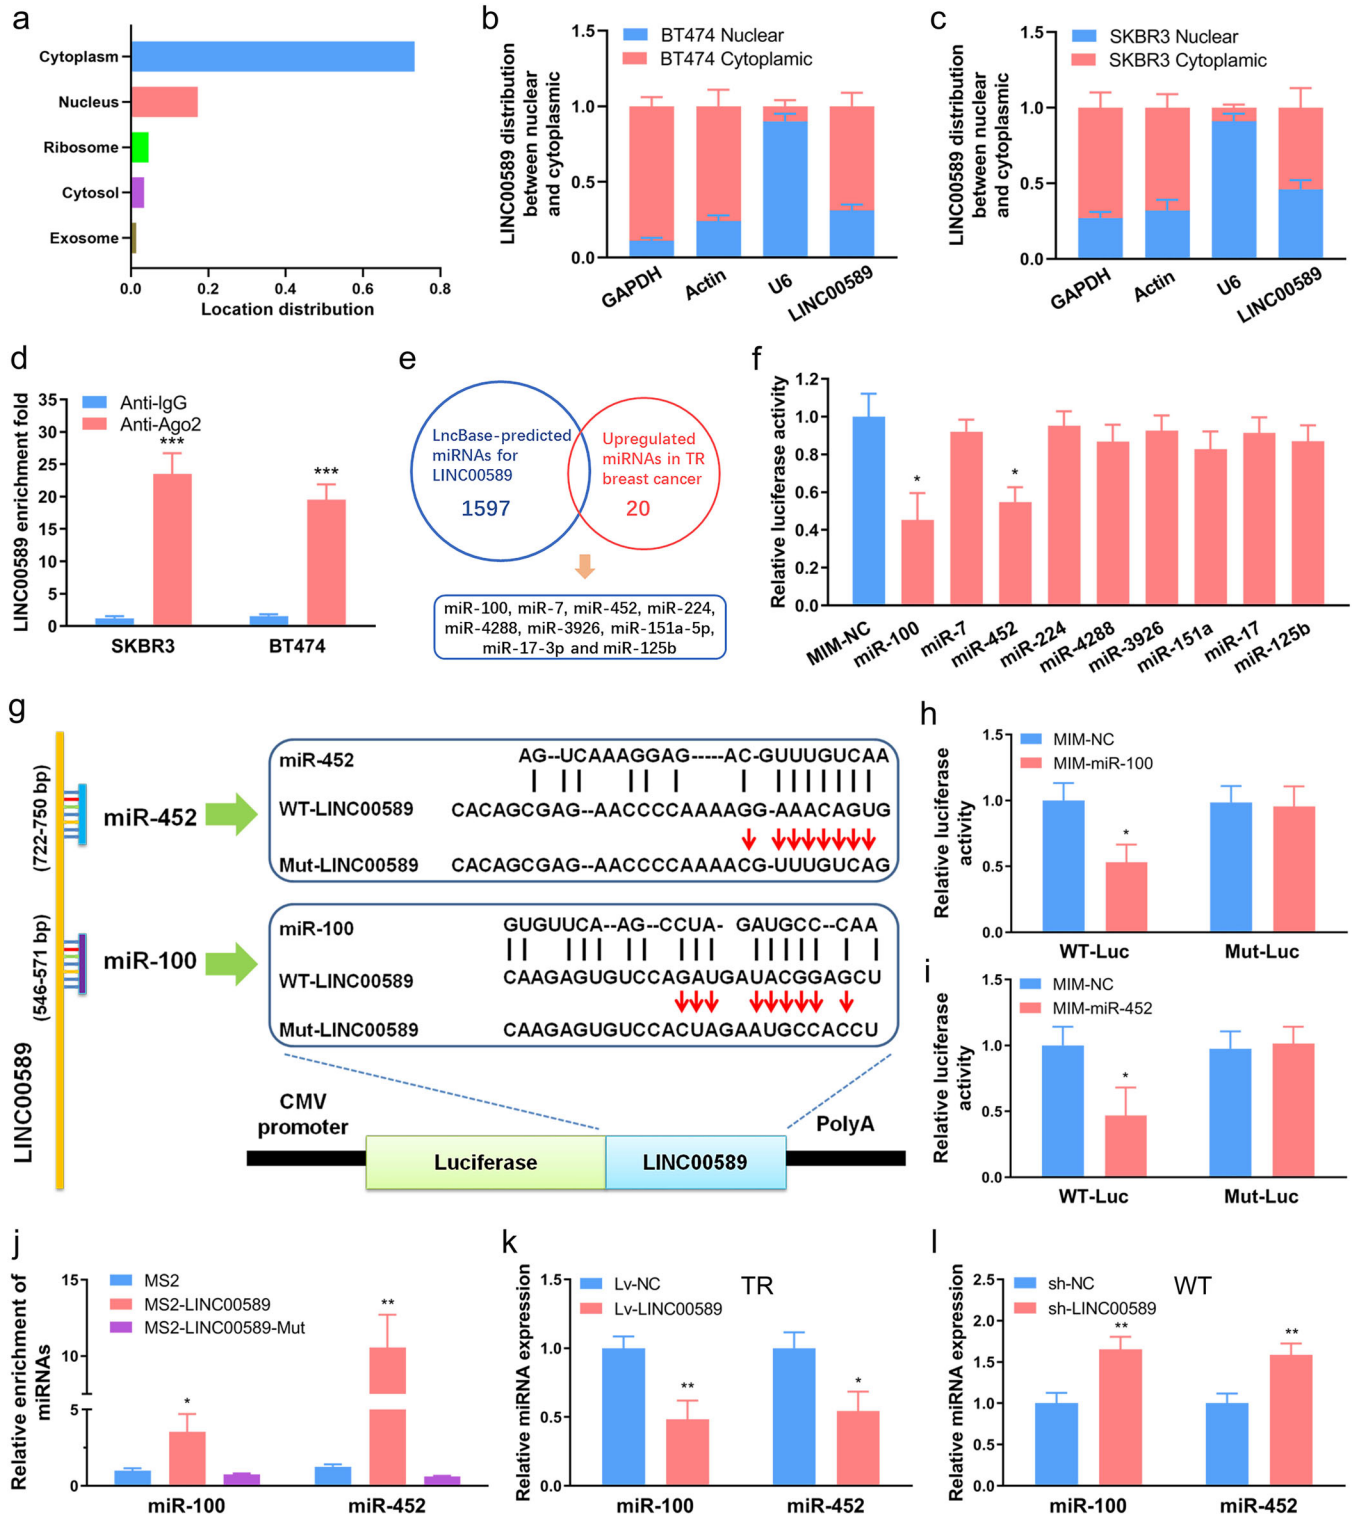 a
Cytoplasm
Nucleus
Ribosome
Cytosol
Exosome
0.0 0.2 0.4 0.6 0.8
Location distribution
b
LINC00589 distribution
between nuclear
and cytoplasmic
BT474 Nuclear
BT474 Cytoplamic
1.5
1.0
0.5
0.0
GAPDH Actin U6 LINC00589
c
LINC00589 distribution
between nuclear
and cytoplasmic
SKBR3 Nuclear
SKBR3 Cytoplamic
1.5
1.0
0.5
0.0
GAPDH Actin U6 LINC00589
d
LINC00589 enrichment fold
Anti-IgG
Anti-Ago2
35
30
25
20
15
10
5
0
*** ***
SKBR3 BT474
e
LncBase-predicted
miRNAs for
LINC00589
1597
Upregulated
miRNAs in TR
breast cancer
20
miR-100, miR-7, miR-452, miR-224,
miR-4288, miR-3926, miR-151a-5p,
miR-17-3p and miR-125b
f
Relative luciferase activity
1.2
1.0
0.8
0.6
0.4
0.2
0.0
* *
MIM-NC miR-100 miR-7 miR-452 miR-224 miR-4288 miR-3926 miR-151a miR-17 miR-125b
g
LINC00589
(722-750 bp)
miR-452
miR-452 AG--UCAAAGGAG-----AC-GUUUGUCAA
WT-LINC00589 CACAGCGAG--AACCCCAAAAGG-AAACAGUG
Mut-LINC00589 CACAGCGAG--AACCCCAAAACG-UUUGUCAG
(546-571 bp)
miR-100
miR-100 GUGUUCA--AG--CCUA- GAUGCC--CAA
WT-LINC00589 CAAGAGUGUCCAGAUGAUACGGAGCU
Mut-LINC00589 CAAGAGUGUCCACUAGAAUGCCACCU
CMV
promoter
Luciferase
LINC00589
PolyA
h
Relative luciferase
activity
MIM-NC
MIM-miR-100
1.5
1.0
0.5
0.0
*
WT-Luc Mut-Luc
i
Relative luciferase
activity
MIM-NC
MIM-miR-452
1.5
1.0
0.5
0.0
*
WT-Luc Mut-Luc
j
Relative enrichment of
miRNAs
MS2
MS2-LINC00589
MS2-LINC00589-Mut
15
10
5
0
* **
miR-100 miR-452
k
Relative miRNA expression
Lv-NC
Lv-LINC00589
TR
1.5
1.0
0.5
0.0
** *
miR-100 miR-452
l
Relative miRNA expression
sh-NC
sh-LINC00589
WT
2.5
2.0
1.5
1.0
0.5
0.0
** **
miR-100 miR-452